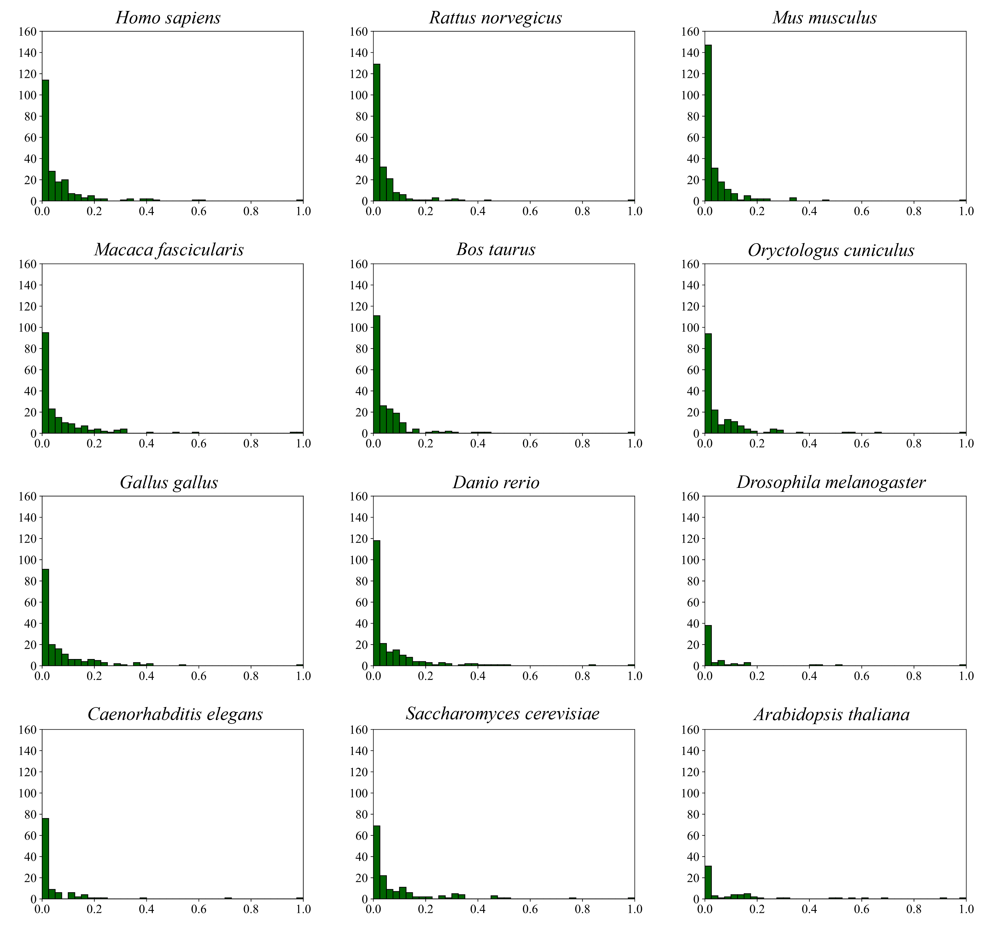 Homo sapiens Rattus norvegicus Mus musculus
160 160 160
140 140 140
120 120 120
100 100 100
80 80 80
60 60 60
40 40 40
20 20 20
0 0 0
0.0 0.2 0.4 0.6 0.8 1.0 0.0 0.2 0.4 0.6 0.8 1.0 0.0 0.2 0.4 0.6 0.8 1.0
Macaca fascicularis Bos taurus Oryctologus cuniculus
160 160 160
140 140 140
120 120 120
100 100 100
80 80 80
60 60 60
40 40 40
20 20 20
0 0 0
0.0 0.2 0.4 0.6 0.8 1.0 0.0 0.2 0.4 0.6 0.8 1.0 0.0 0.2 0.4 0.6 0.8 1.0
Gallus gallus Danio rerio Drosophila melanogaster
160 160 160
140 140 140
120 120 120
100 100 100
80 80 80
60 60 60
40 40 40
20 20 20
0 0 0
0.0 0.2 0.4 0.6 0.8 1.0 0.0 0.2 0.4 0.6 0.8 1.0 0.0 0.2 0.4 0.6 0.8 1.0
Caenorhabditis elegans Saccharomyces cerevisiae Arabidopsis thaliana
160 160 160
140 140 140
120 120 120
100 100 100
80 80 80
60 60 60
40 40 40
20 20 20
0 0 0
0.0 0.2 0.4 0.6 0.8 1.0 0.0 0.2 0.4 0.6 0.8 1.0 0.0 0.2 0.4 0.6 0.8 1.0